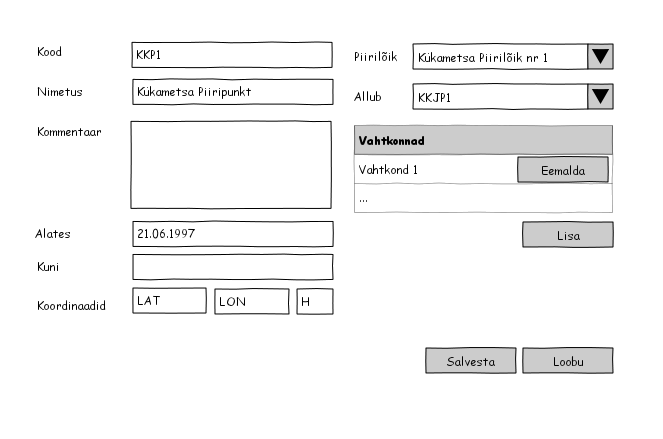 Kood
KKP1
Nimetus
Kükametsa Piiripunkt
Kommentaar
Alates
21.06.1997
Kuni
Koordinaadid
LAT
LON
H
Piirilõik
Kükametsa Piirilõik nr 1
Allub
KKJP1
Vahtkonnad
Vahtkond 1
Eemalda
...
Lisa
Salvesta
Loobu